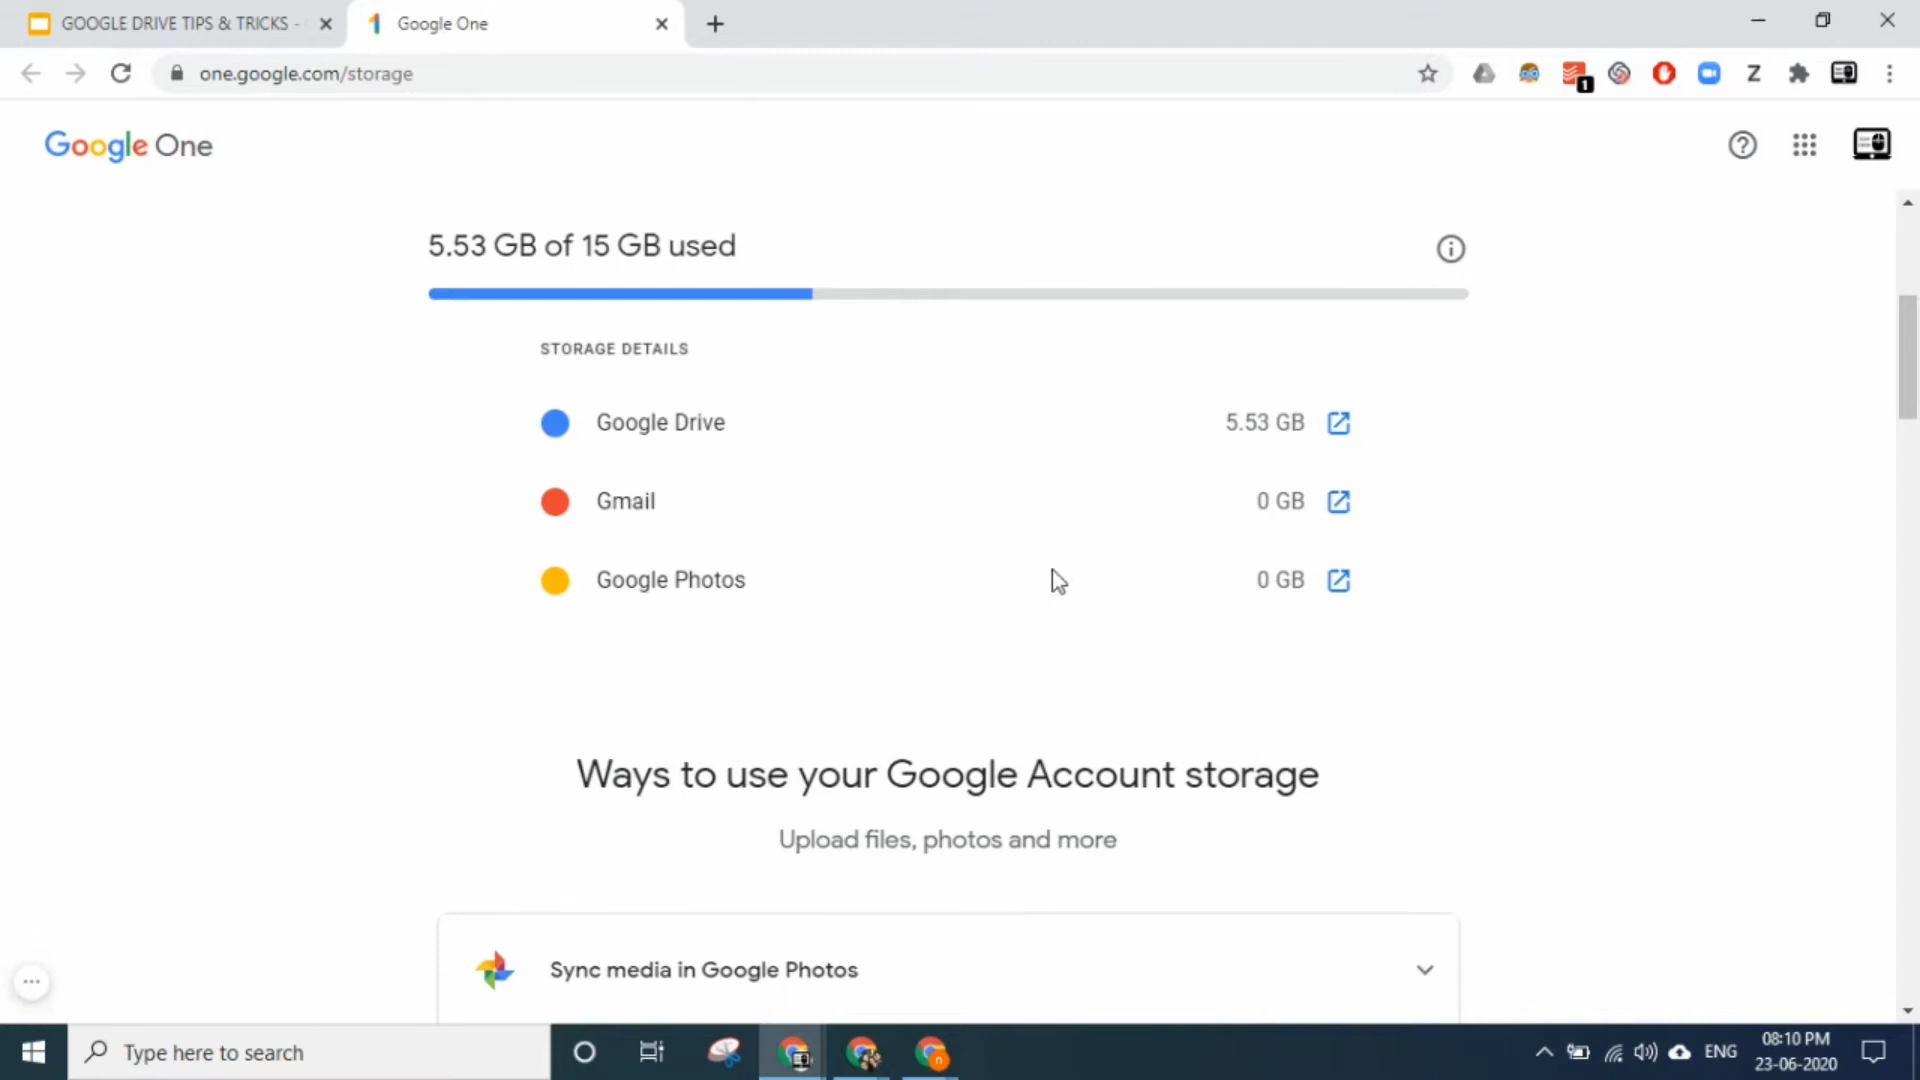 GOOGLE DRIVE TIPS & TRICKS -
Google One
one.google.com/storage
1
Z
Google One
5.53 GB of 15 GB used
STORAGE DETAILS
Google Drive 5.53 GB
Gmail 0 GB
Google Photos 0 GB
Ways to use your Google Account storage
Upload files, photos and more
Sync media in Google Photos
Type here to search
n
ENG
08:10 PM
23-06-2020